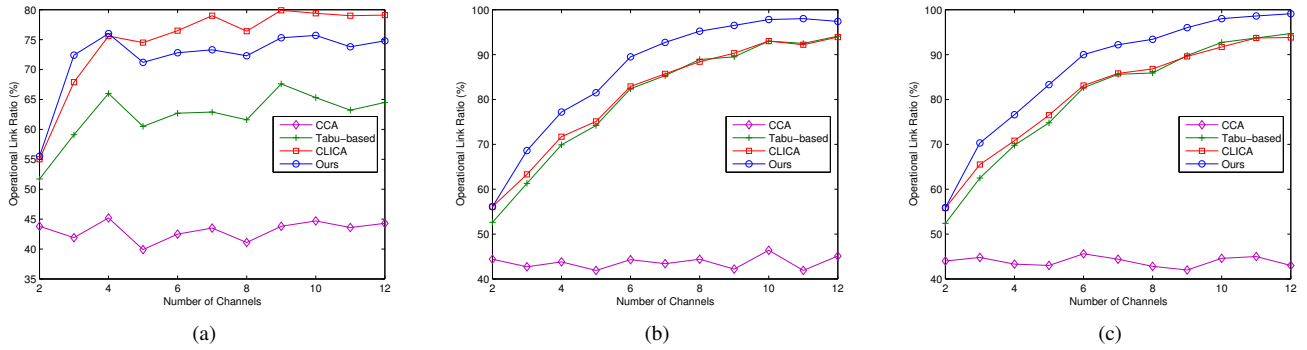 80
75
70
65
60
55
50
45
40
35
2
4
6
8
10
12
Operational Link Ratio (%)
Number of Channels
CCA
Tabu−based
CLICA
Ours
(a)
100
90
80
70
60
50
40
2
4
6
8
10
12
Operational Link Ratio (%)
Number of Channels
CCA
Tabu−based
CLICA
Ours
(b)
100
90
80
70
60
50
40
2
4
6
8
10
12
Operational Link Ratio (%)
Number of Channels
CCA
Tabu−based
CLICA
Ours
(c)